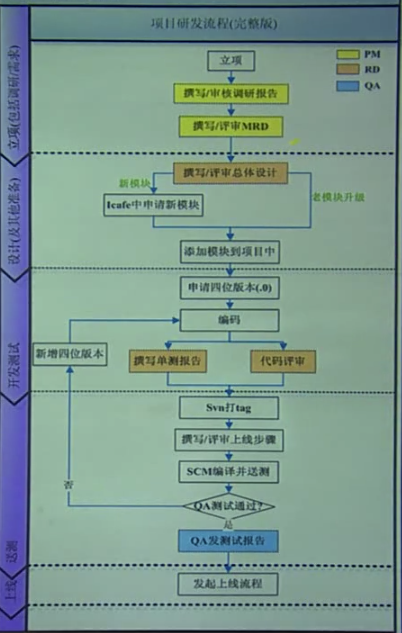 项目研发流程(完整版)
立项(包括调研/需求)
立项
PM
RD
QA
撰写/审核调研报告
撰写/评审MRD
设计(及其他准备)
撰写/评审总体设计
新模块
老模块升级
Icafe中申请新模块
添加模块到项目中
开发测试
申请四位版本(.0)
编码
新增四位版本
撰写单测报告
代码评审
送测
Svn打tag
撰写/评审上线步骤
SCM编译并送测
QA测试通过?
否
是
QA发测试报告
上线
发起上线流程